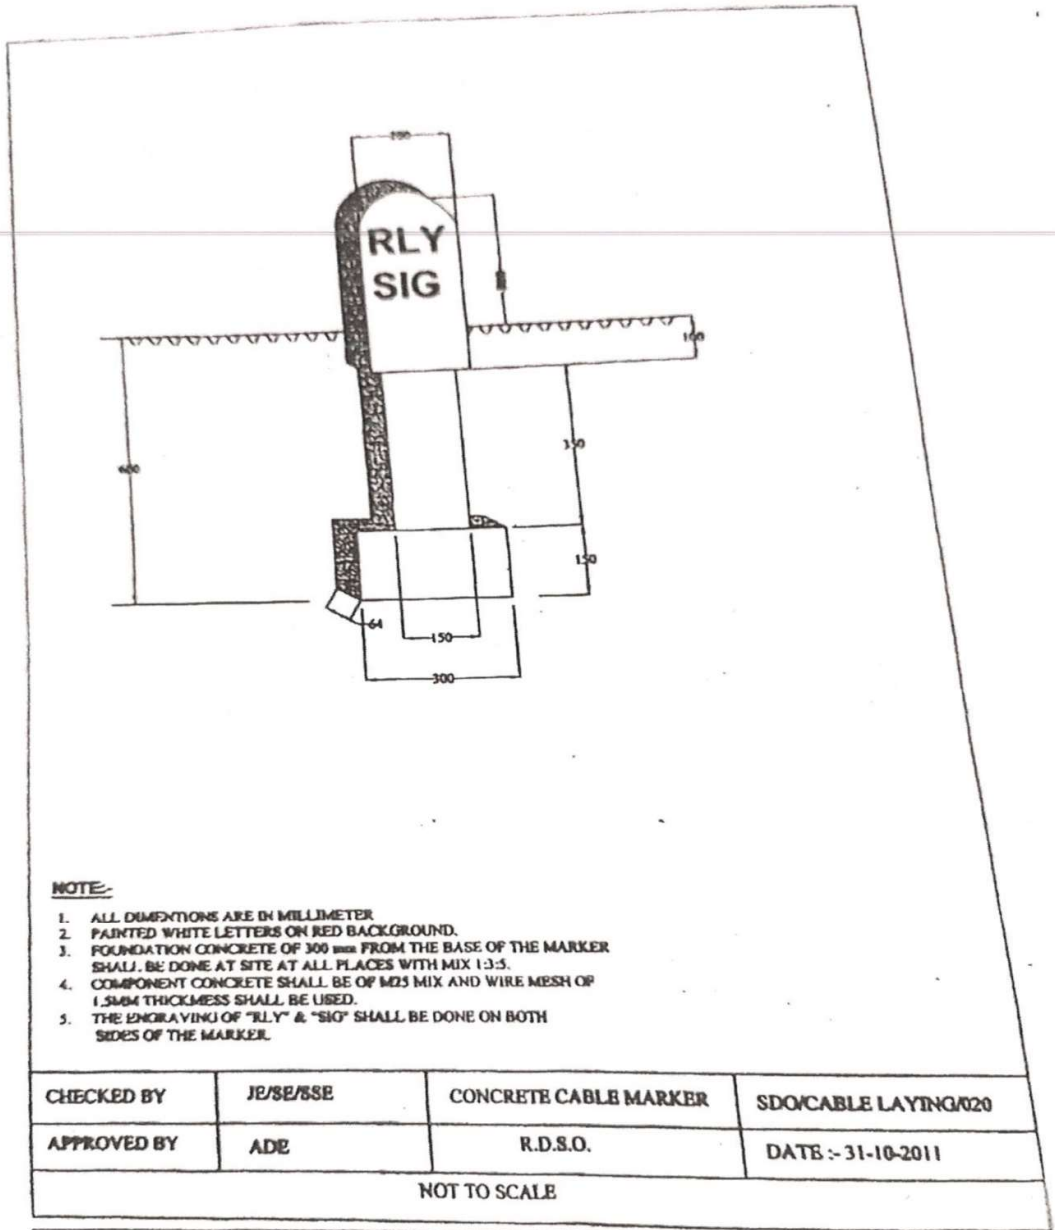 RLY
SIG
100
350
600
150
64
150
300
NOTE:-
1. ALL DIMENTIONS ARE IN MILLIMETER
2. PAINTED WHITE LETTERS ON RED BACKGROUND.
3. FOUNDATION CONCRETE OF 300 mm FROM THE BASE OF THE MARKER
SHALL BE DONE AT SITE AT ALL PLACES WITH MIX 1:3:5.
4. COMPONENT CONCRETE SHALL BE OF M25 MIX AND WIRE MESH OF
1.5MM THICKMESS SHALL BE USED.
5. THE ENGRAVING OF "RLY" & "SIG" SHALL BE DONE ON BOTH
SIDES OF THE MARKER.
CHECKED BY JE/SE/SSE CONCRETE CABLE MARKER SDO/CABLE LAYING/020
APPROVED BY ADE R.D.S.O. DATE :- 31-10-2011
NOT TO SCALE